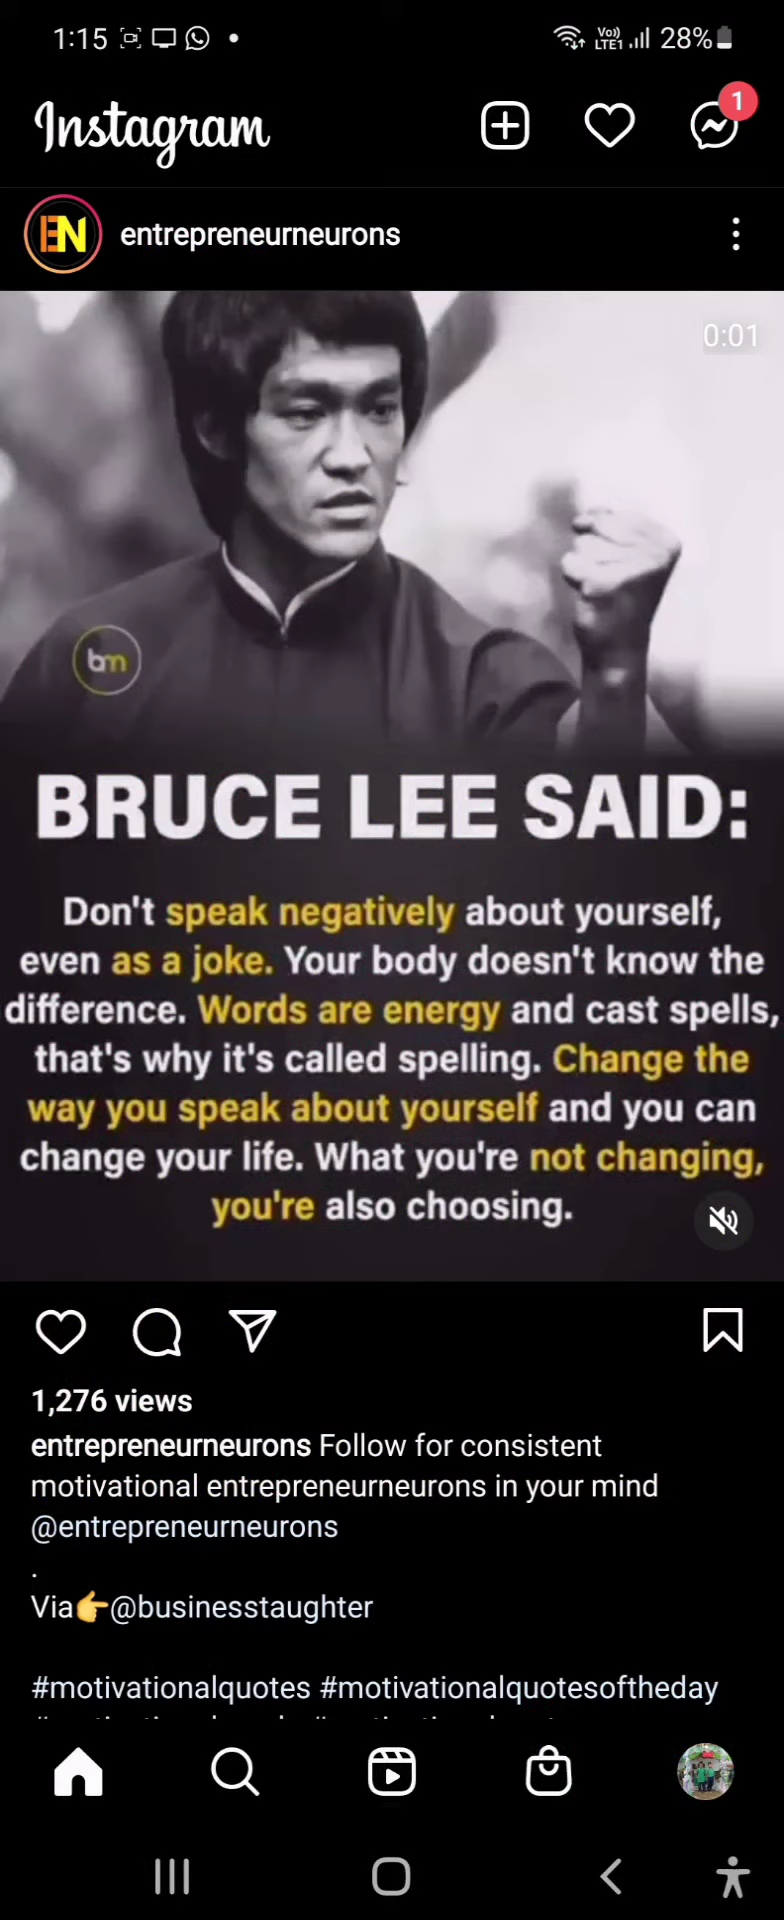 1:15
Vo)) LTE1 28%
Instagram
1
EN
entrepreneurneurons
0:01
bm
BRUCE LEE SAID:
Don't speak negatively about yourself,
even as a joke. Your body doesn't know the
difference. Words are energy and cast spells,
that's why it's called spelling. Change the
way you speak about yourself and you can
change your life. What you're not changing,
you're also choosing.
1,276 views
entrepreneurneurons Follow for consistent
motivational entrepreneurneurons in your mind
@entrepreneurneurons
.
Via👉@businesstaughter
#motivationalquotes #motivationalquotesoftheday